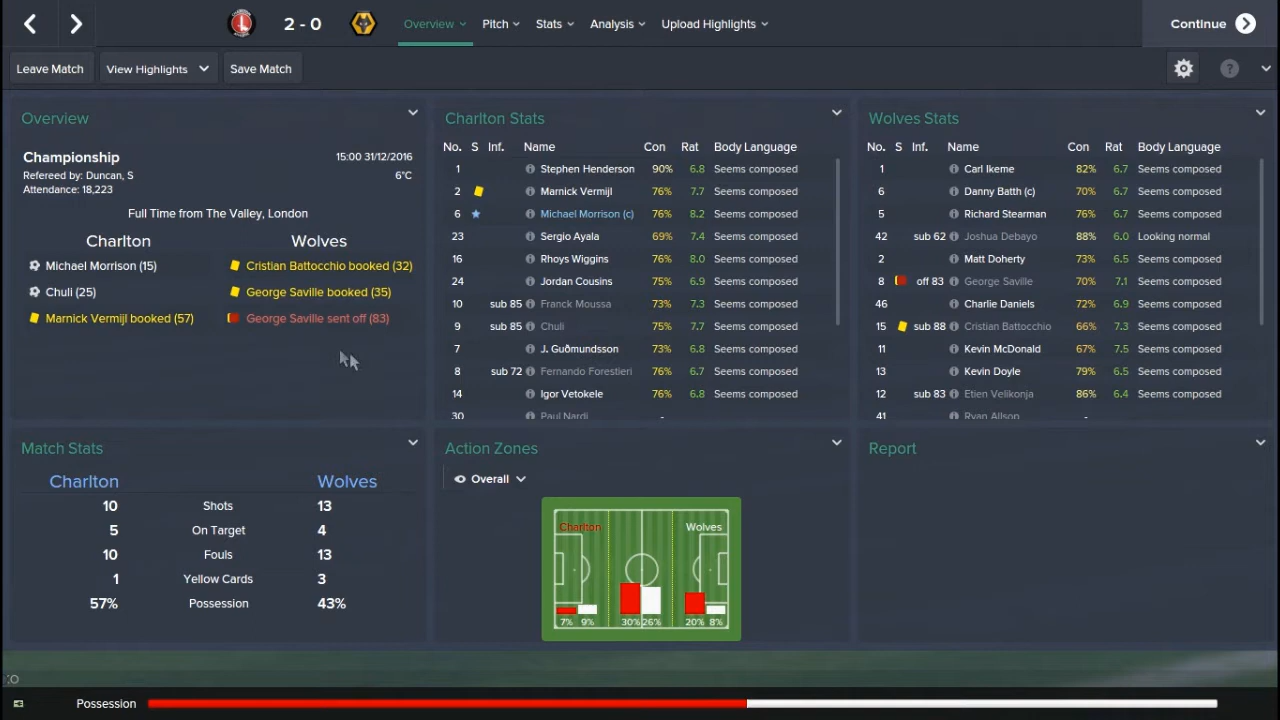 2 - 0
Overview
Pitch
Stats
Analysis
Upload Highlights
Continue
Leave Match
View Highlights
Save Match
?
Overview
Championship 15:00 31/12/2016
Refereed by: Duncan, S 6°C
Attendance: 18,223
Full Time from The Valley, London
Charlton Wolves
Michael Morrison (15) Cristian Battocchio booked (32)
Chuli (25) George Saville booked (35)
Marnick Vermijl booked (57) George Saville sent off (83)
Charlton Stats
No. S Inf. Name Con Rat Body Language
1 Stephen Henderson 90% 6.8 Seems composed
2 Marnick Vermijl 76% 7.7 Seems composed
6 Michael Morrison (c) 76% 8.2 Seems composed
23 Sergio Ayala 69% 7.4 Seems composed
16 Rhoys Wiggins 76% 8.0 Seems composed
24 Jordan Cousins 75% 6.9 Seems composed
10 sub 85 Franck Moussa 73% 7.3 Seems composed
9 sub 85 Chuli 75% 7.7 Seems composed
7 J. Guðmundsson 73% 6.8 Seems composed
8 sub 72 Fernando Forestieri 76% 6.7 Seems composed
14 Igor Vetokele 76% 6.8 Seems composed
30 Paul Nardi -
Wolves Stats
No. S Inf. Name Con Rat Body Language
1 Carl Ikeme 82% 6.7 Seems composed
6 Danny Batth (c) 70% 6.7 Seems composed
5 Richard Stearman 76% 6.7 Seems composed
42 sub 62 Joshua Debayo 88% 6.0 Looking normal
2 Matt Doherty 73% 6.5 Seems composed
8 off 83 George Saville 70% 7.1 Seems composed
46 Charlie Daniels 72% 6.9 Seems composed
15 sub 88 Cristian Battocchio 66% 7.3 Seems composed
11 Kevin McDonald 67% 7.5 Seems composed
13 Kevin Doyle 79% 6.5 Seems composed
12 sub 83 Etien Velikonja 86% 6.4 Seems composed
41 Ryan Allsop -
Match Stats
Charlton Wolves
10 Shots 13
5 On Target 4
10 Fouls 13
1 Yellow Cards 3
57% Possession 43%
Action Zones
Overall
Charlton Wolves
7% 9% 30% 26% 20% 8%
Report
Possession